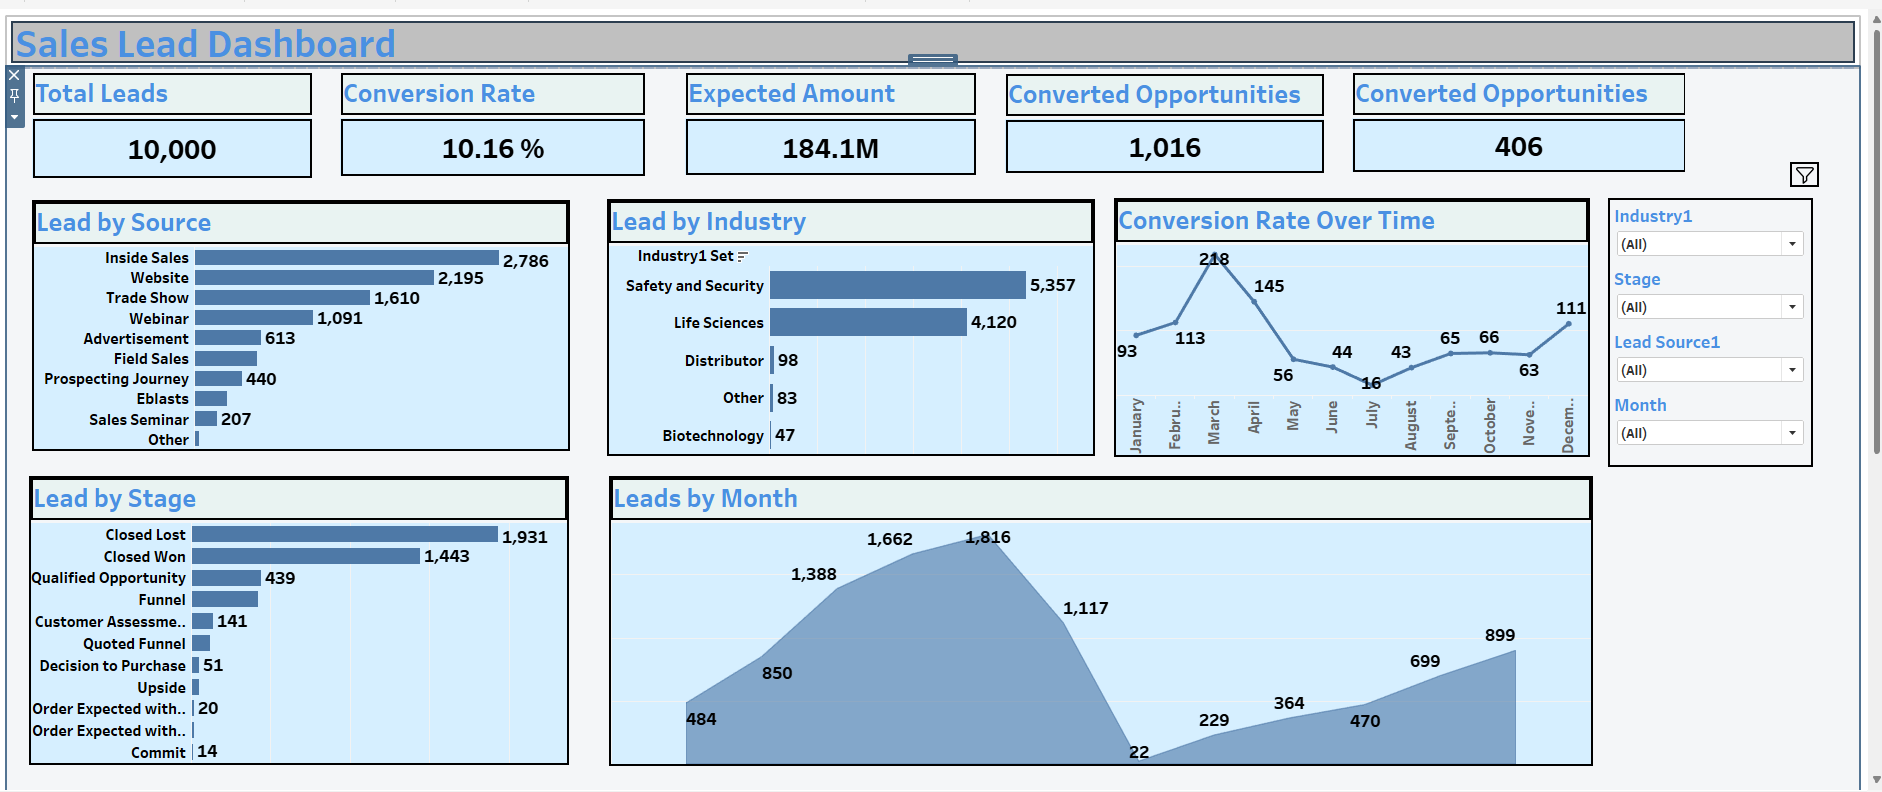 Sales Lead Dashboard
Total Leads
10,000
Conversion Rate
10.16 %
Expected Amount
184.1M
Converted Opportunities
1,016
Converted Opportunities
406
Lead by Source
Inside Sales 2,786
Website 2,195
Trade Show 1,610
Webinar 1,091
Advertisement 613
Field Sales
Prospecting Journey 440
Eblasts
Sales Seminar 207
Other
Lead by Industry
Industry1 Set
Safety and Security 5,357
Life Sciences 4,120
Distributor 98
Other 83
Biotechnology 47
Conversion Rate Over Time
93
113
218
145
56
44
16
43
65
66
63
111
January
Febru..
March
April
May
June
July
August
Septe..
October
Nove..
Decem..
Industry1
(All)
Stage
(All)
Lead Source1
(All)
Month
(All)
Lead by Stage
Closed Lost 1,931
Closed Won 1,443
Qualified Opportunity 439
Funnel
Customer Assessme.. 141
Quoted Funnel
Decision to Purchase 51
Upside
Order Expected with.. 20
Order Expected with..
Commit 14
Leads by Month
484
850
1,388
1,662
1,816
1,117
22
229
364
470
699
899